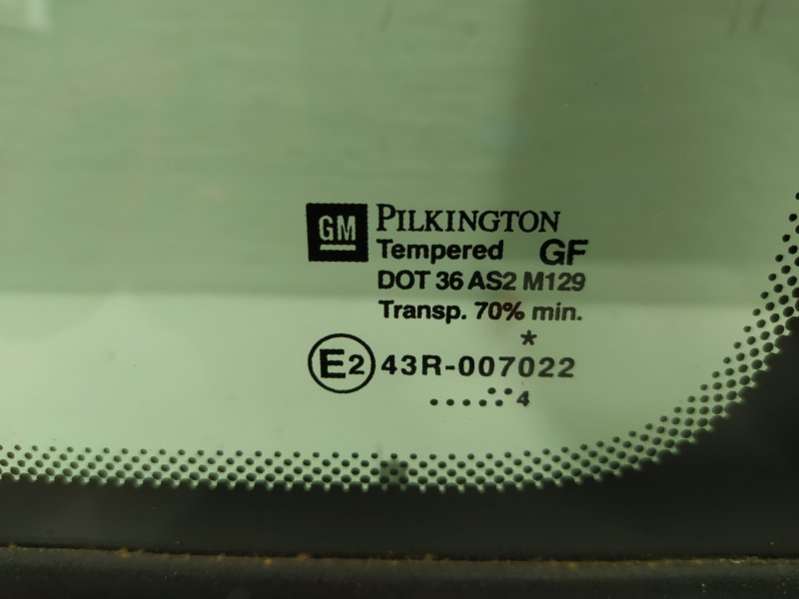 GM PILKINGTON
Tempered GF
DOT 36 AS2 M129
Transp. 70% min.
*
E2 43R-007022
.....·· 4